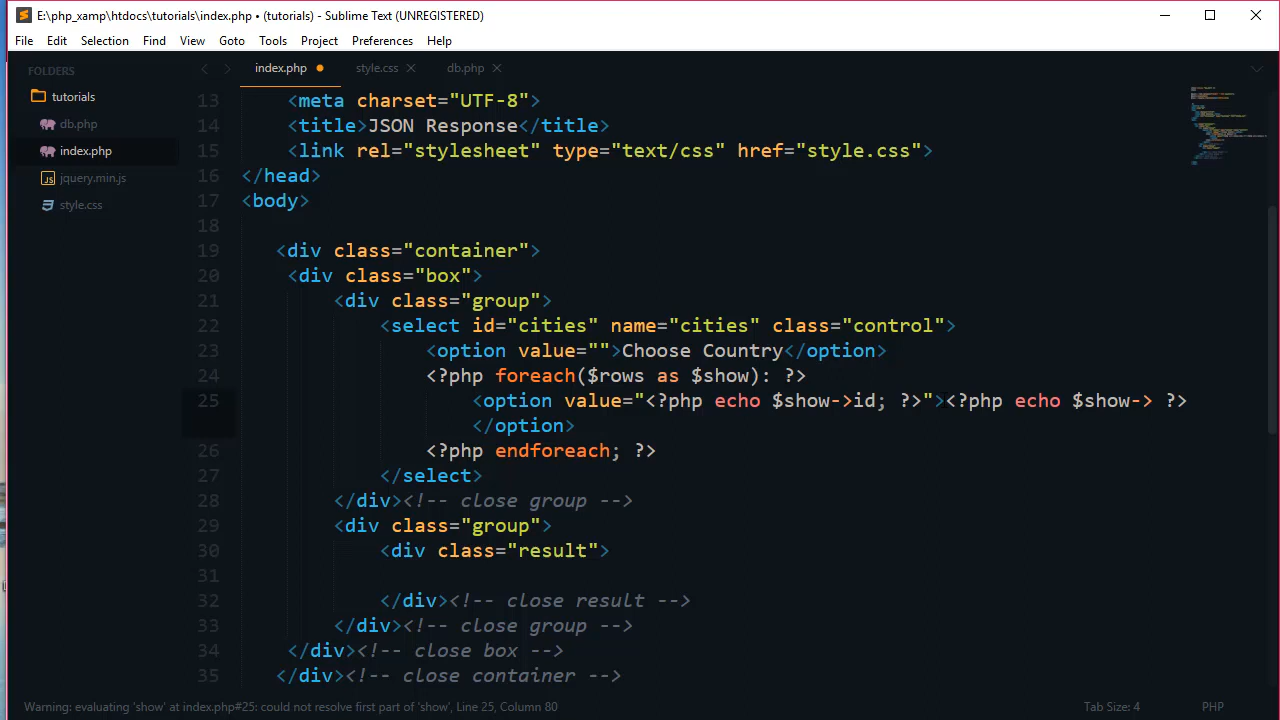 E:\php_xamp\htdocs\tutorials\index.php • (tutorials) - Sublime Text (UNREGISTERED)
File Edit Selection Find View Goto Tools Project Preferences Help
FOLDERS
tutorials
db.php
index.php
jquery.min.js
style.css
index.php style.css db.php
13 <meta charset="UTF-8">
14 <title>JSON Response</title>
15 <link rel="stylesheet" type="text/css" href="style.css">
16 </head>
17 <body>
18
19 <div class="container">
20 <div class="box">
21 <div class="group">
22 <select id="cities" name="cities" class="control">
23 <option value="">Choose Country</option>
24 <?php foreach($rows as $show): ?>
25 <option value="<?php echo $show->id; ?>"><?php echo $show-> ?>
</option>
26 <?php endforeach; ?>
27 </select>
28 </div><!-- close group -->
29 <div class="group">
30 <div class="result">
31
32 </div><!-- close result -->
33 </div><!-- close group -->
34 </div><!-- close box -->
35 </div><!-- close container -->
Warning: evaluating 'show' at index.php#25: could not resolve first part of 'show', Line 25, Column 80
Tab Size: 4
PHP